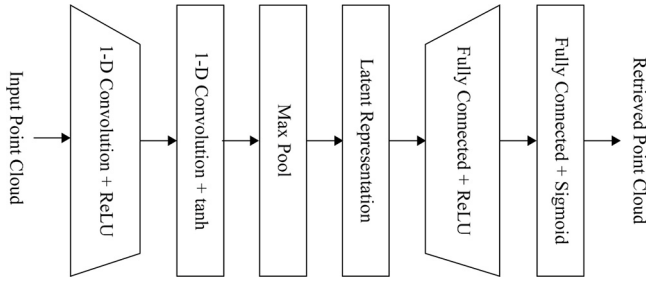 Input Point Cloud
1-D Convolution + ReLU
1-D Convolution + tanh
Max Pool
Latent Representation
Fully Connected + ReLU
Fully Connected + Sigmoid
Retrieved Point Cloud